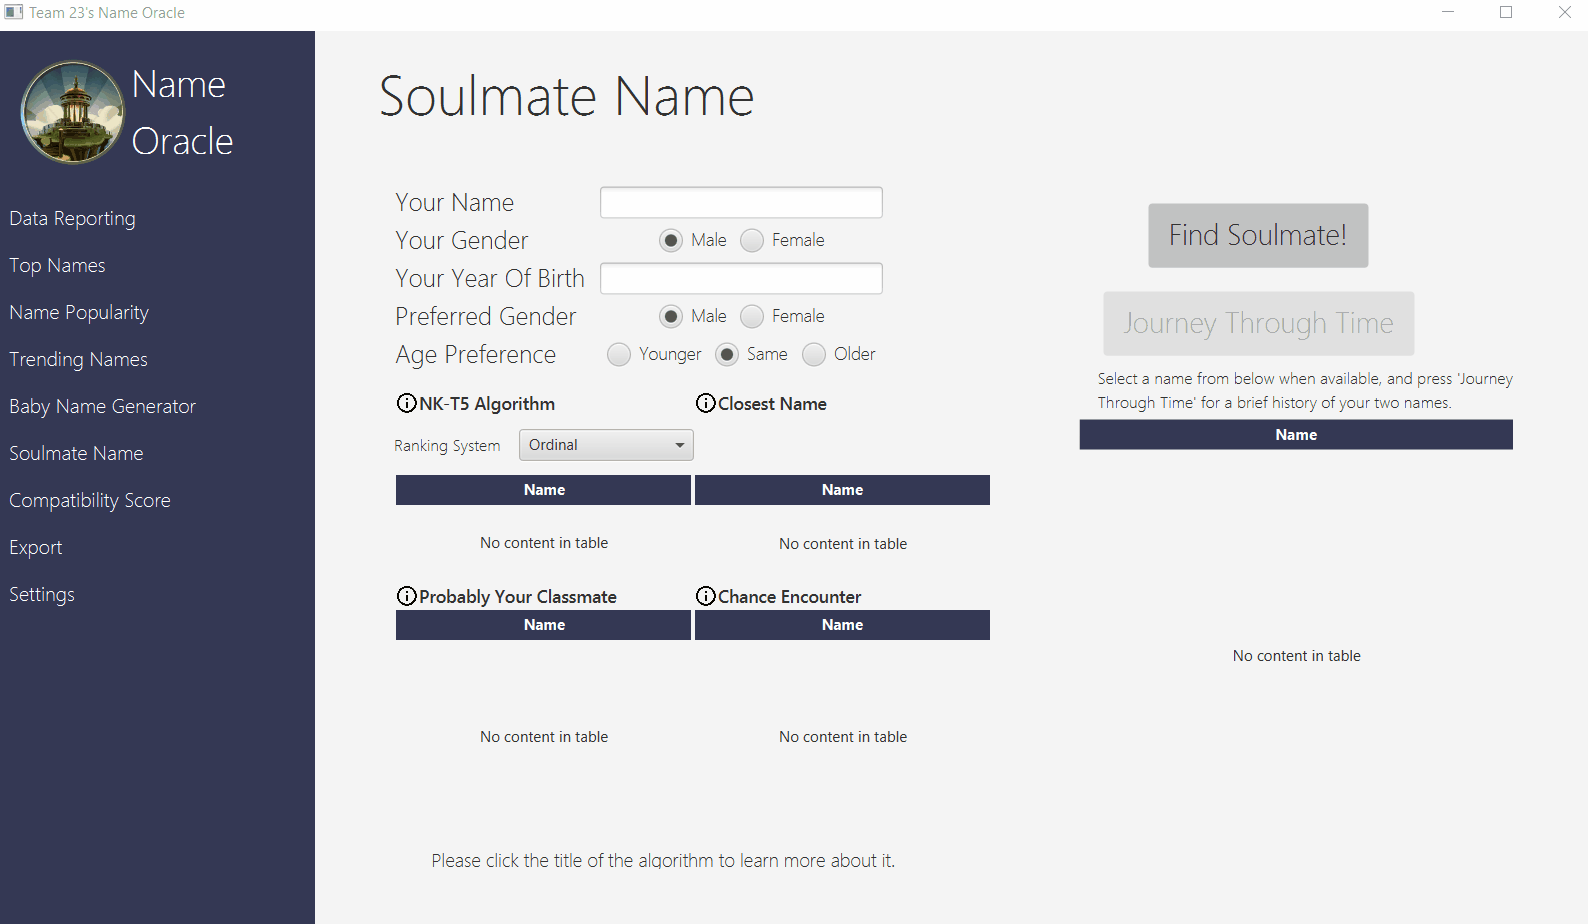 Team 23's Name Oracle
Name
Oracle
Data Reporting
Top Names
Name Popularity
Trending Names
Baby Name Generator
Soulmate Name
Compatibility Score
Export
Settings
Soulmate Name
Your Name
Your Gender Male Female
Your Year Of Birth
Preferred Gender Male Female
Age Preference Younger Same Older
NK-T5 Algorithm Closest Name
Ranking System Ordinal
Name Name
No content in table No content in table
Probably Your Classmate Chance Encounter
Name Name
No content in table No content in table
Please click the title of the algorithm to learn more about it.
Find Soulmate!
Journey Through Time
Select a name from below when available, and press 'Journey
Through Time' for a brief history of your two names.
Name
No content in table